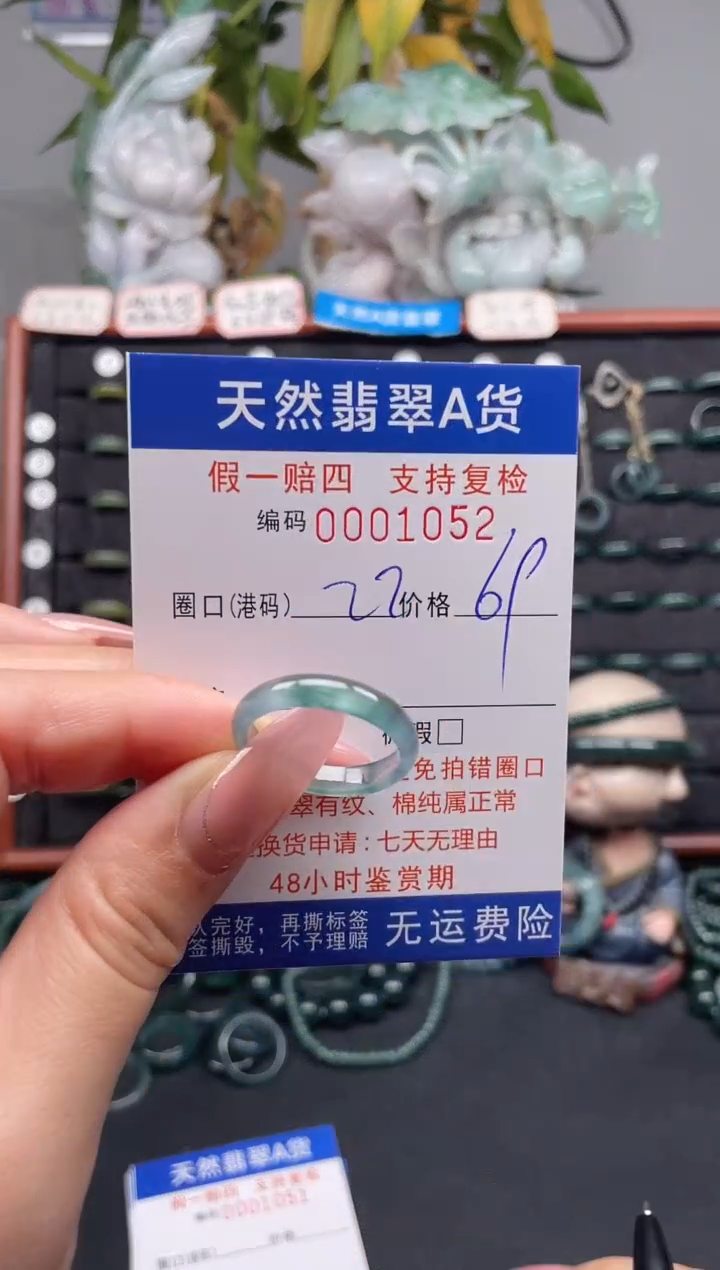 天然翡翠A货
假一赔四 支持复检
编码 0001052
圈口(港码) 22 价格 69
假□
免拍错圈口
翠有纹、棉纯属正常
换货申请:七天无理由
48小时鉴赏期
完好，再撕标签
签撕毁，不予理赔
无运费险
天然翡翠A货
0001051